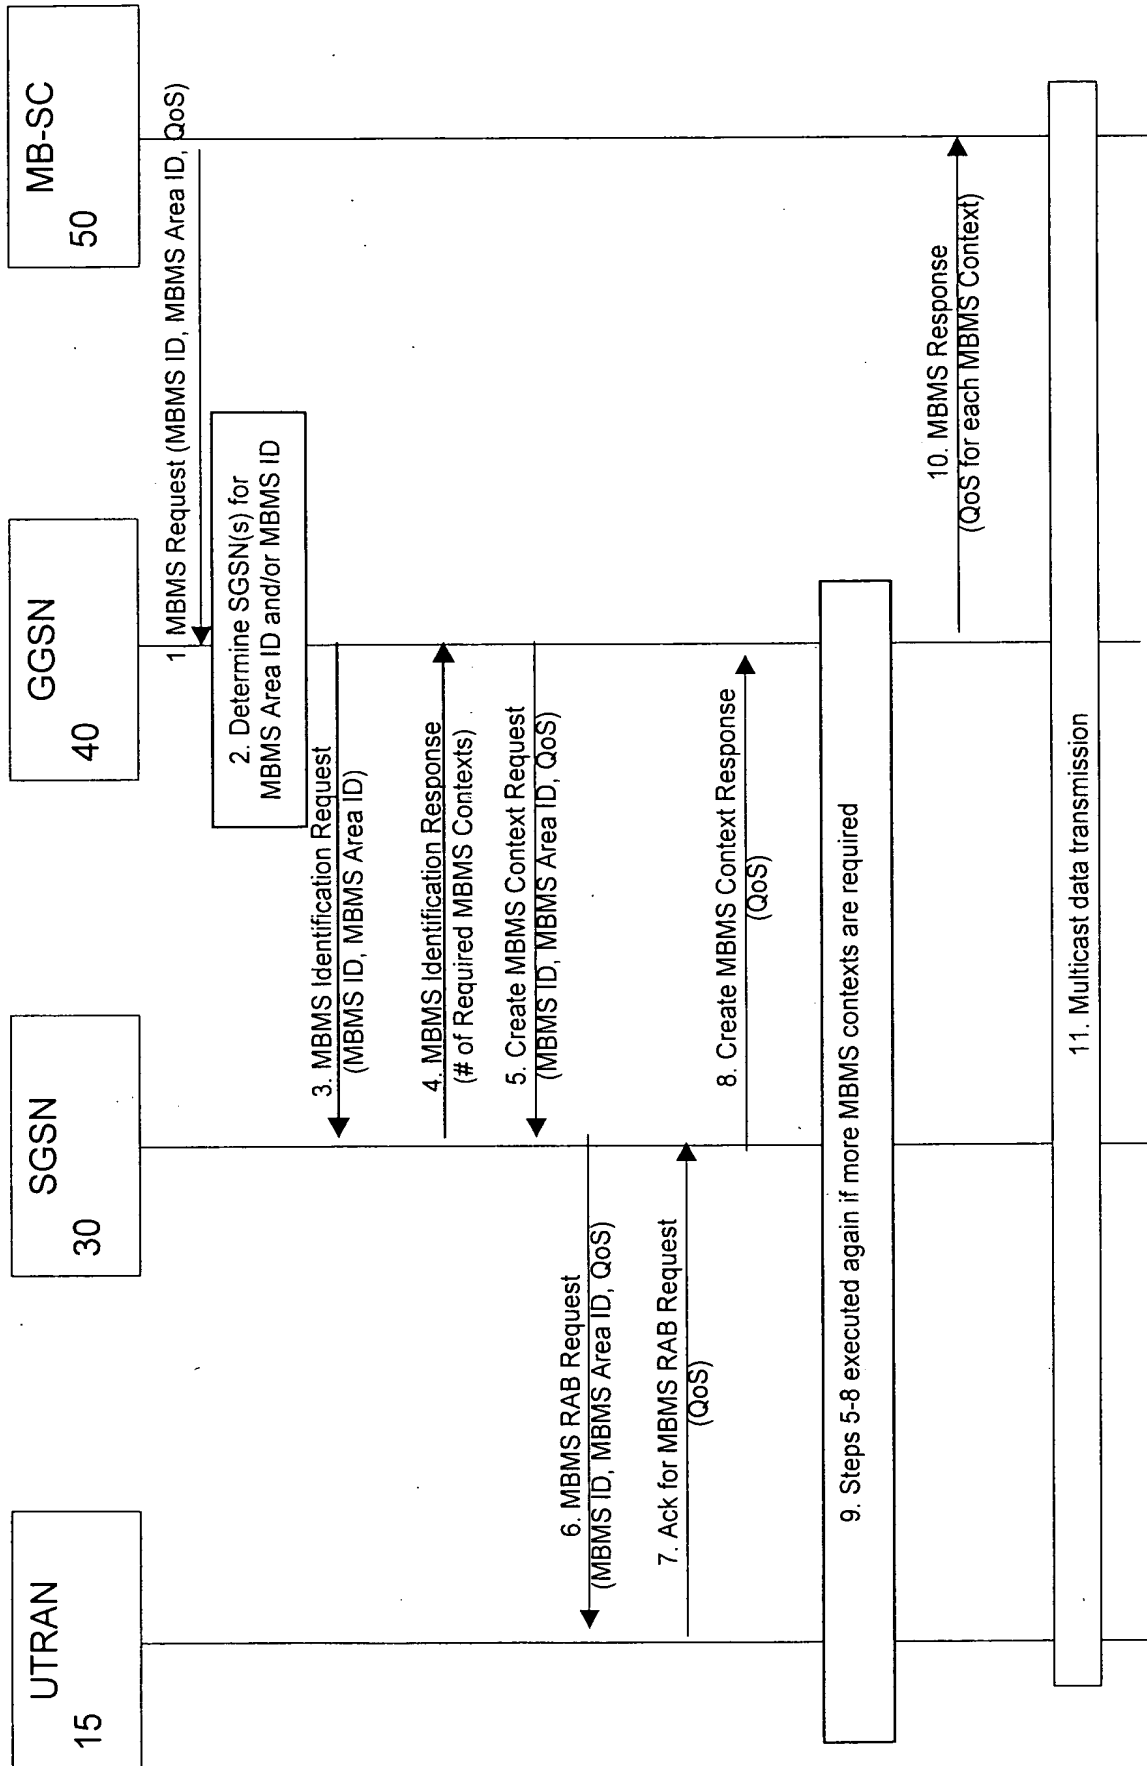 UTRAN
15
SGSN
30
GGSN
40
MB-SC
50
1 MBMS Request (MBMS ID, MBMS Area ID, QoS)
2. Determine SGSN(s) for
MBMS Area ID and/or MBMS ID
3. MBMS Identification Request
(MBMS ID, MBMS Area ID)
4. MBMS Identification Response
(# of Required MBMS Contexts)
5. Create MBMS Context Request
(MBMS ID, MBMS Area ID, QoS)
6. MBMS RAB Request
(MBMS ID, MBMS Area ID, QoS)
7. Ack for MBMS RAB Request
(QoS)
8. Create MBMS Context Response
(QoS)
9. Steps 5-8 executed again if more MBMS contexts are required
10. MBMS Response
(QoS for each MBMS Context)
11. Multicast data transmission